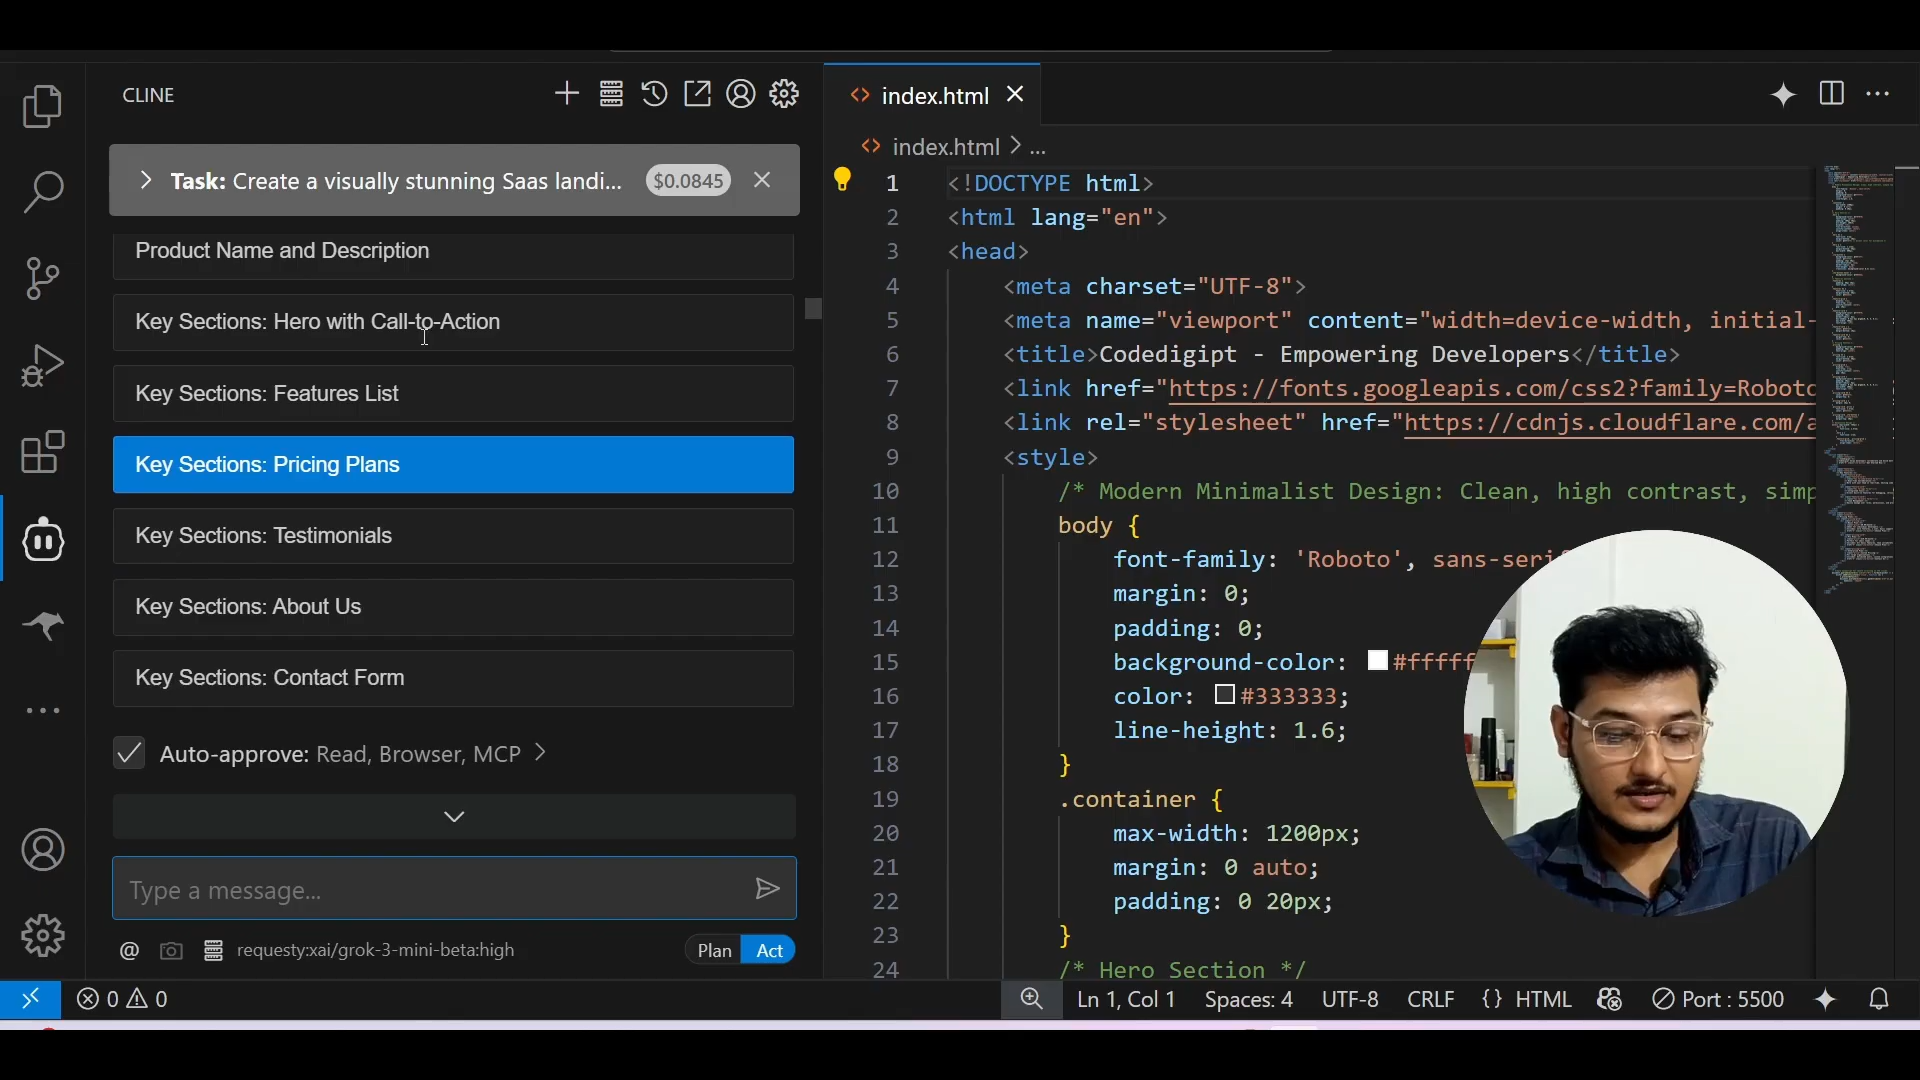 CLINE
Task: Create a visually stunning Saas landi...
$0.0845
Product Name and Description
Key Sections: Hero with Call-to-Action
Key Sections: Features List
Key Sections: Pricing Plans
Key Sections: Testimonials
Key Sections: About Us
Key Sections: Contact Form
Auto-approve: Read, Browser, MCP
Type a message...
@ requesty:xai/grok-3-mini-beta:high
Plan Act
index.html
index.html > ...
1 <!DOCTYPE html>
2 <html lang="en">
3 <head>
4 <meta charset="UTF-8">
5 <meta name="viewport" content="width=device-width, initial-
6 <title>Codedigipt - Empowering Developers</title>
7 <link href="https://fonts.googleapis.com/css2?family=Roboto
8 <link rel="stylesheet" href="https://cdnjs.cloudflare.com/a
9 <style>
10 /* Modern Minimalist Design: Clean, high contrast, simp
11 body {
12 font-family: 'Roboto', sans-serif
13 margin: 0;
14 padding: 0;
15 background-color: #fffff
16 color: #333333;
17 line-height: 1.6;
18 }
19 .container {
20 max-width: 1200px;
21 margin: 0 auto;
22 padding: 0 20px;
23 }
24 /* Hero Section */
0 0
Ln 1, Col 1 Spaces: 4 UTF-8 CRLF {} HTML Port : 5500